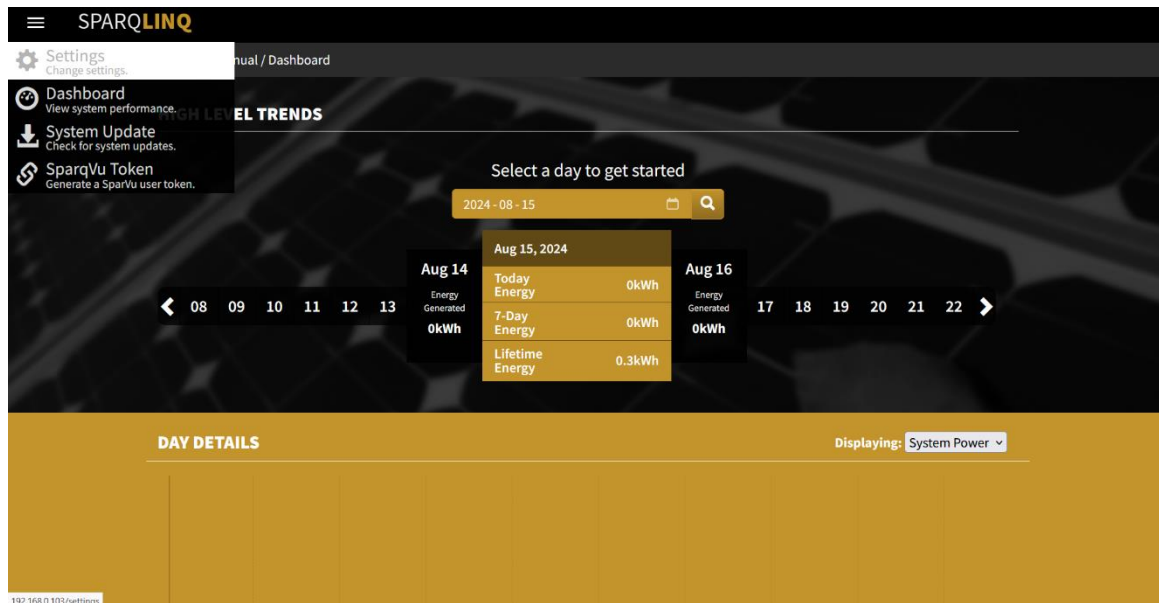 SPARQLINQ
Settings
Change settings.
nual / Dashboard
Dashboard
View system performance.
HIGH LEVEL TRENDS
System Update
Check for system updates.
SparqVu Token
Generate a SparVu user token.
Select a day to get started
2024 - 08 - 15
Aug 14
Energy
Generated
0kWh
Aug 15, 2024
Today
Energy
0kWh
7-Day
Energy
0kWh
Lifetime
Energy
0.3kWh
Aug 16
Energy
Generated
0kWh
08 09 10 11 12 13
17 18 19 20 21 22
DAY DETAILS
Displaying: System Power
192.168.0.103/settings